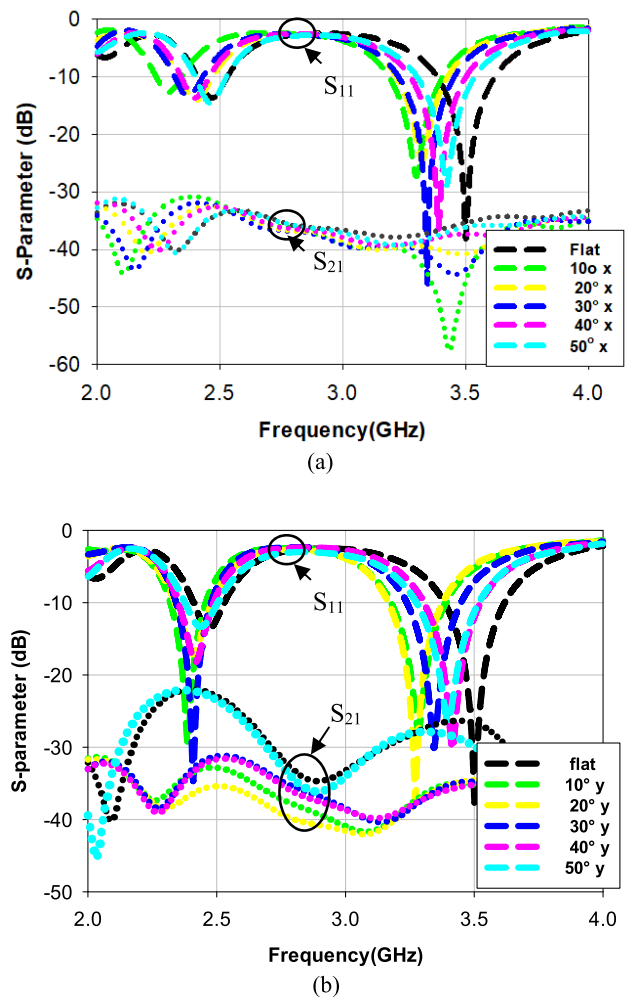 0
-10
-20
-30
-40
-50
-60
S-Parameter (dB)
S11
S21
Flat
10o x
20° x
30° x
40° x
50° x
2.0 2.5 3.0 3.5 4.0
Frequency(GHz)
(a)
0
-10
-20
-30
-40
-50
S-parameter (dB)
S11
S21
flat
10° y
20° y
30° y
40° y
50° y
2.0 2.5 3.0 3.5 4.0
Frequency(GHz)
(b)